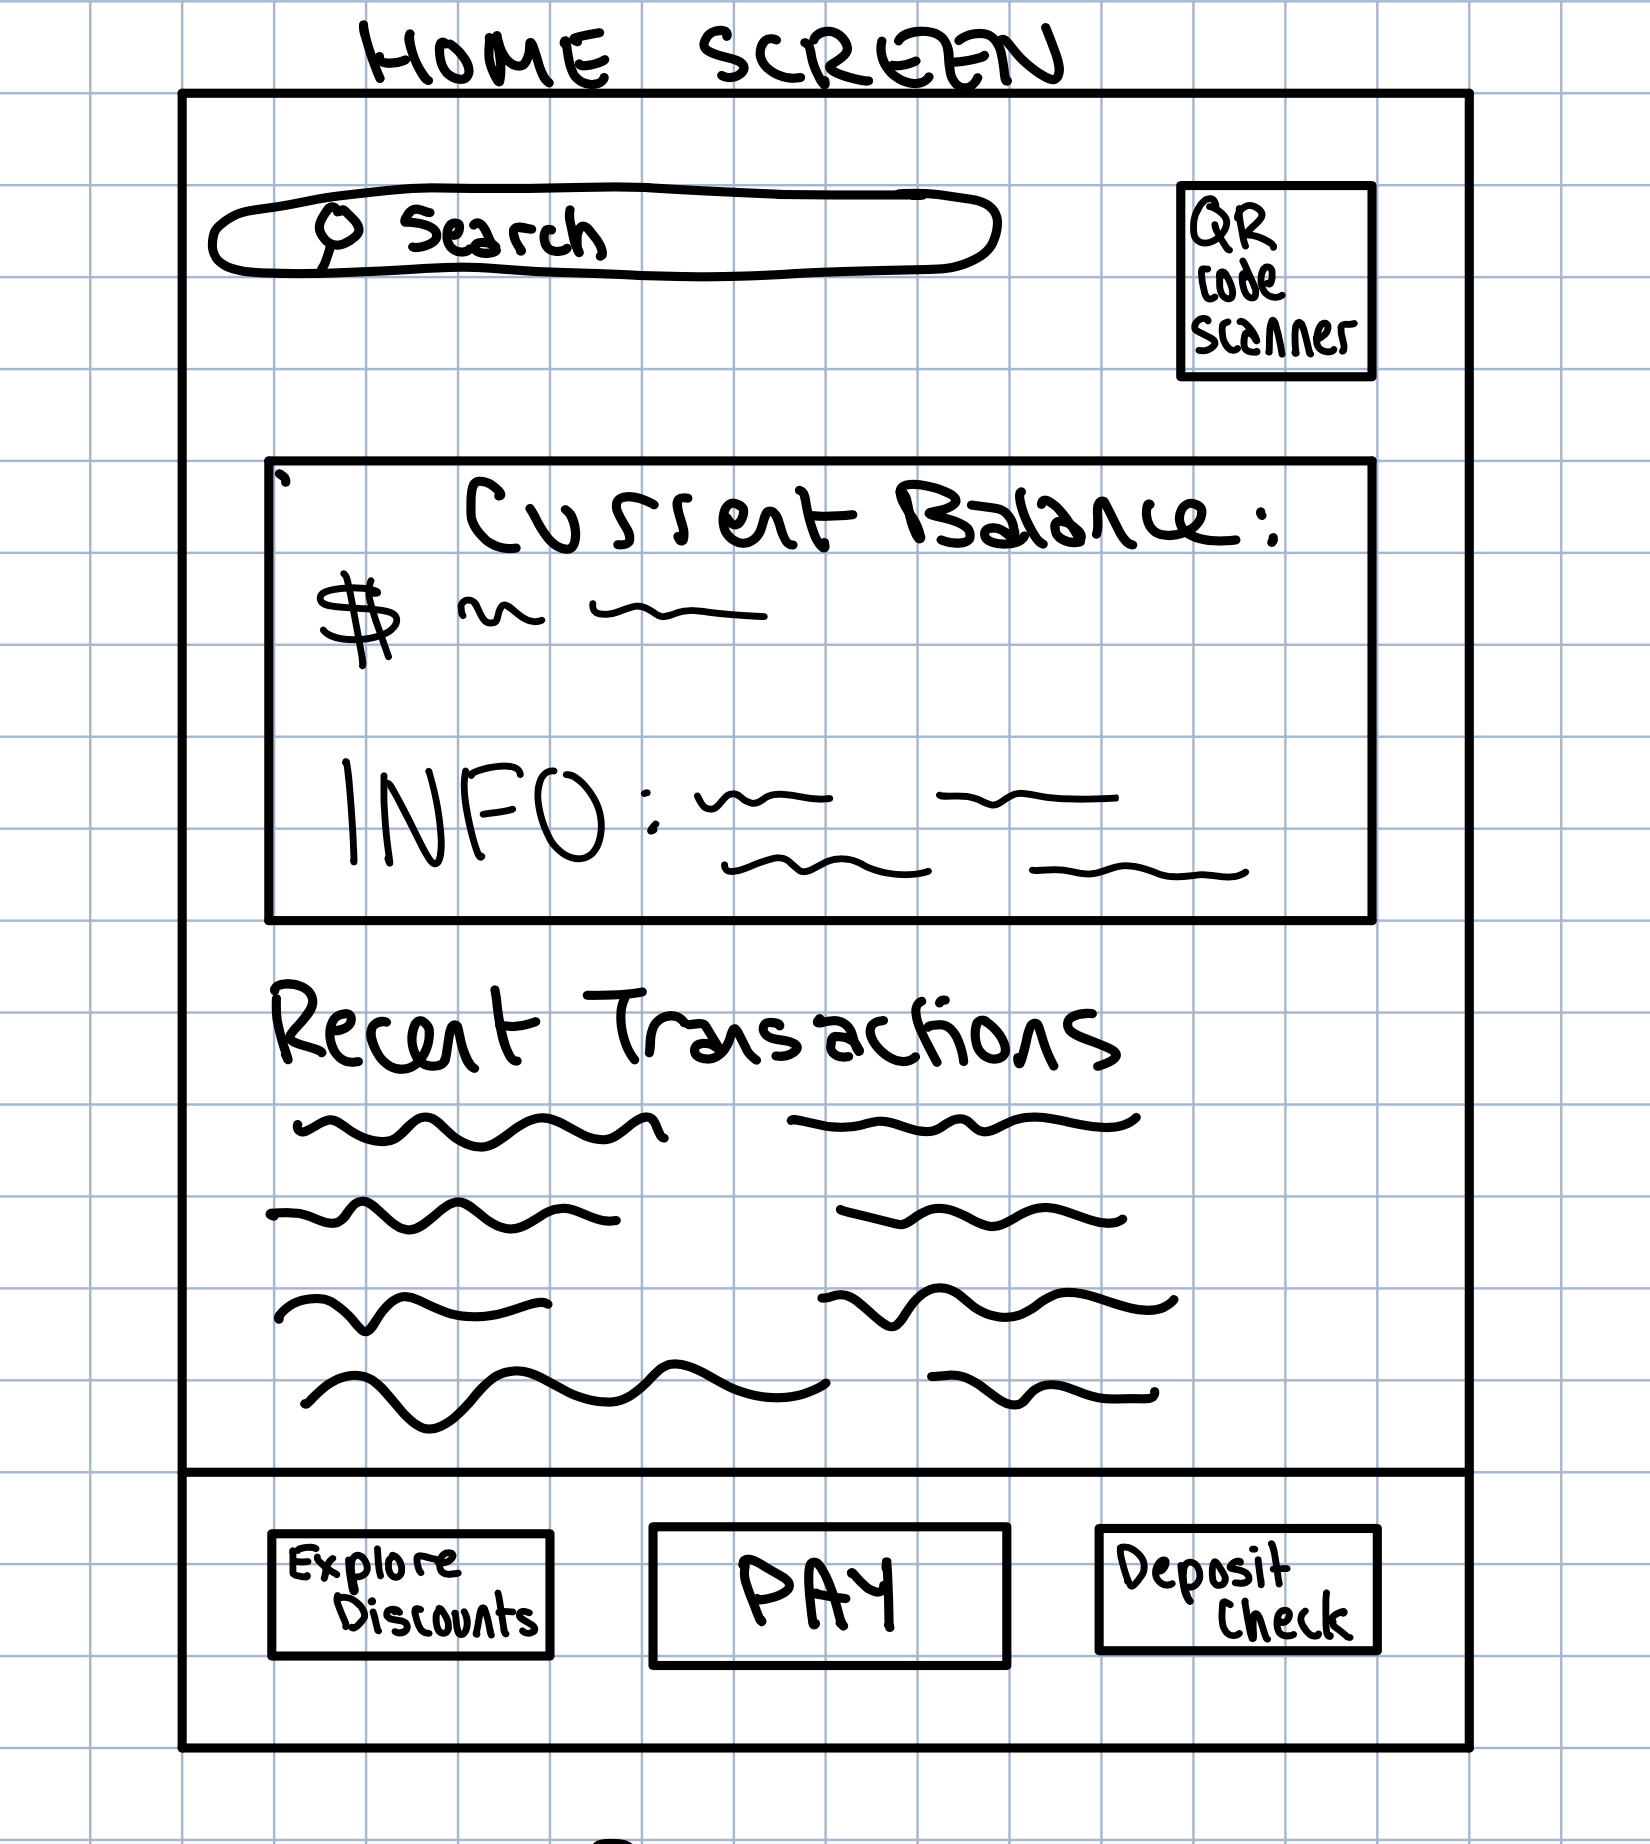 HOME SCREEN
Search
QR
code
scanner
Current Balance:
$
INFO:
Recent Transactions
Explore
Discounts
PAY
Deposit
Check